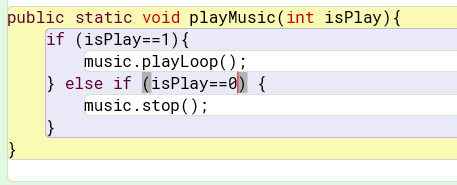 public static void playMusic(int isPlay){
    if (isPlay==1){
        music.playLoop();
    } else if (isPlay==0) {
        music.stop();
    }
}